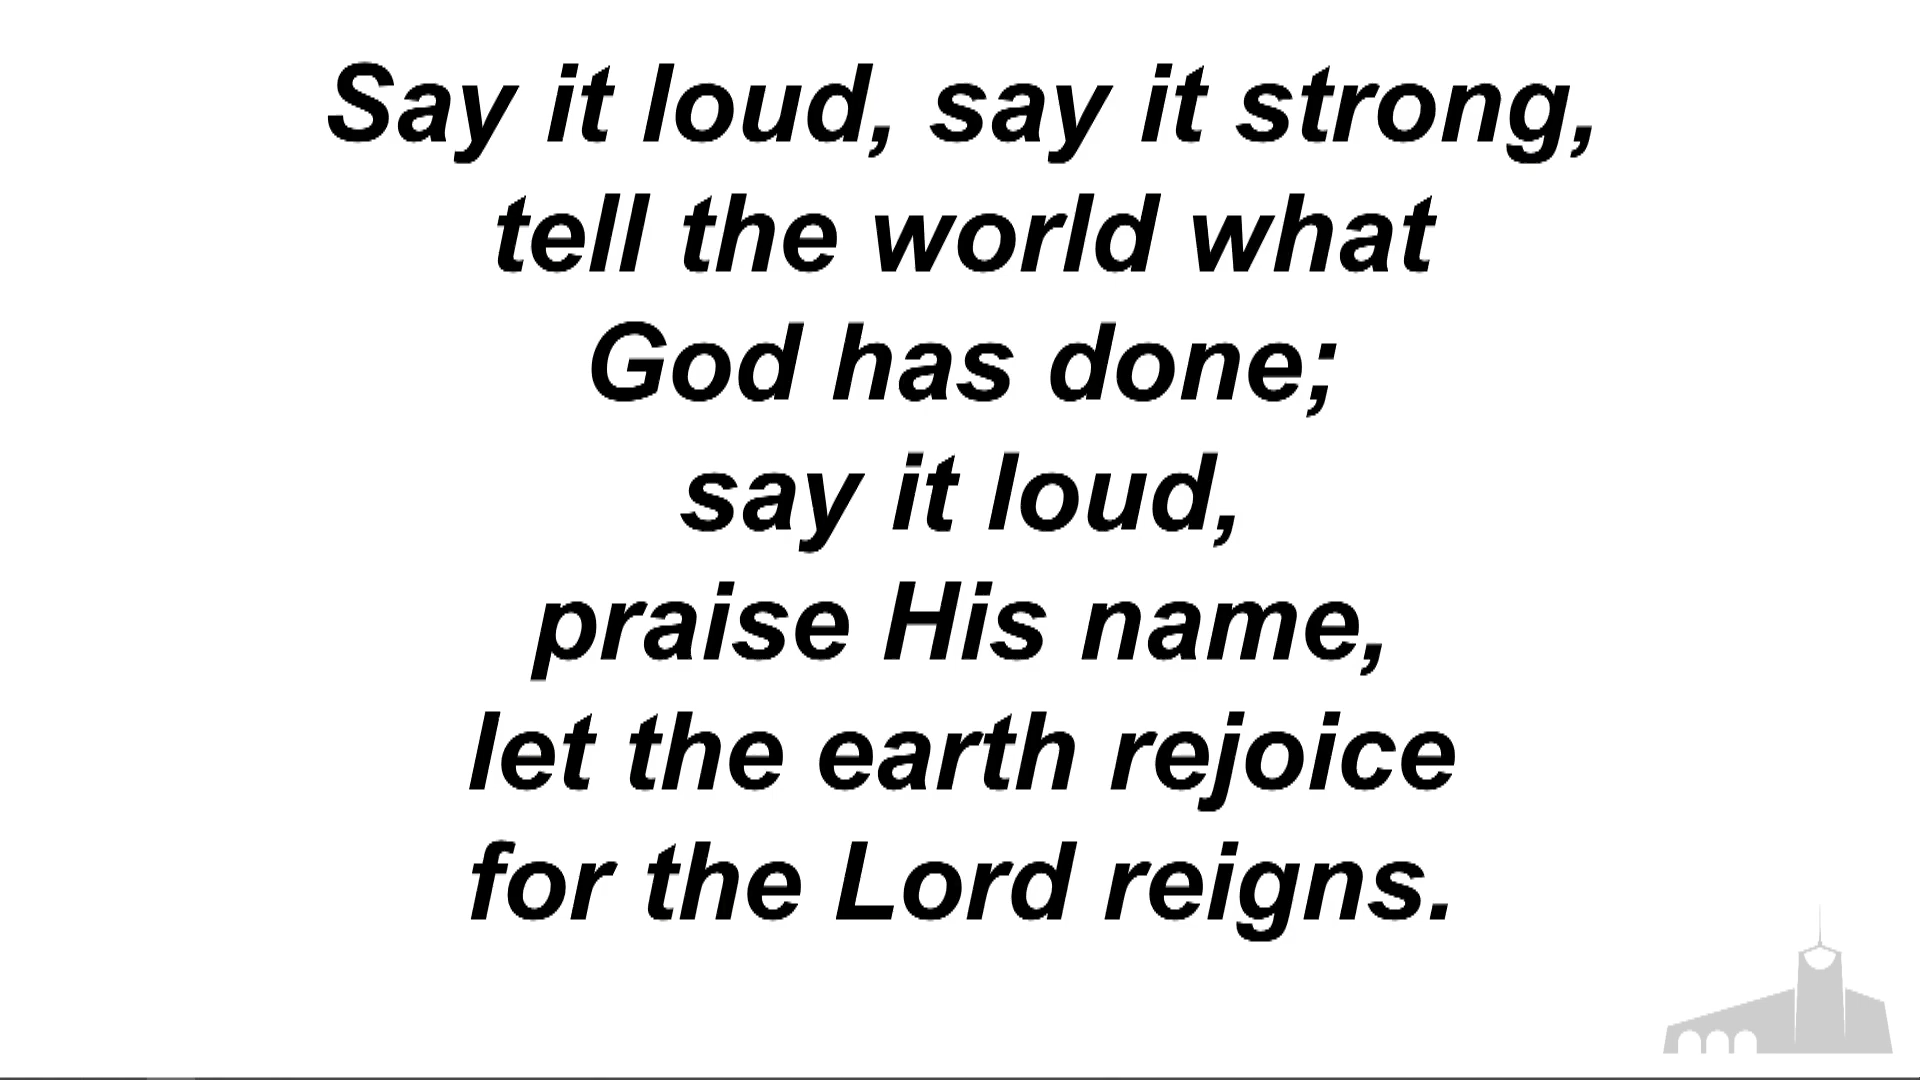 Say it loud, say it strong,
tell the world what
God has done;
say it loud,
praise His name,
let the earth rejoice
for the Lord reigns.